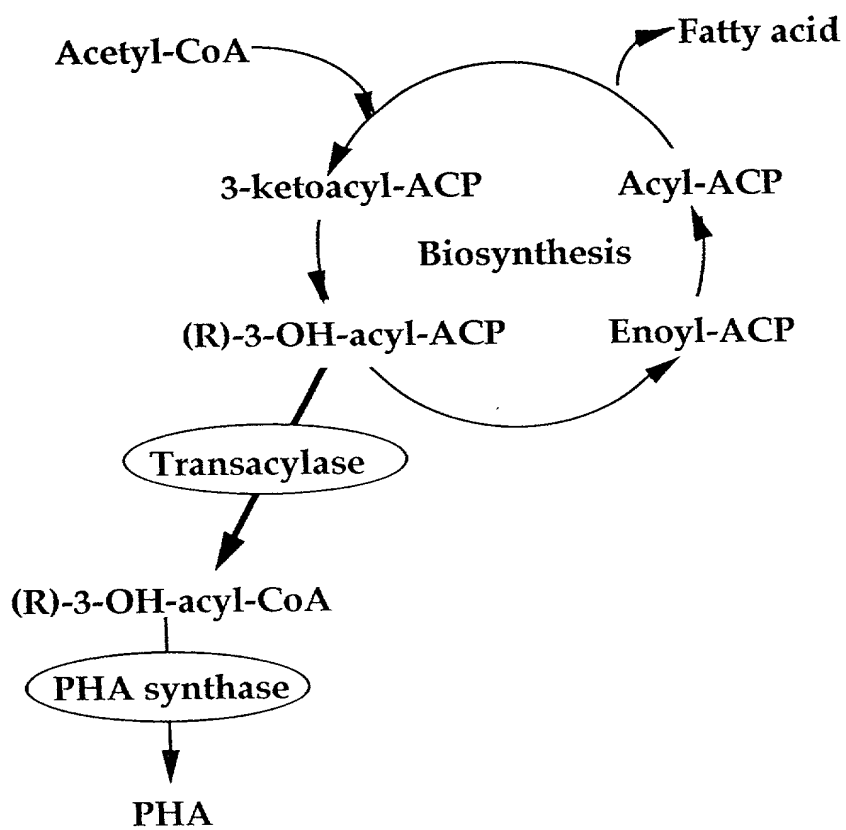 Fatty acid
Acetyl-CoA
3-ketoacyl-ACP
Acyl-ACP
Biosynthesis
(R)-3-OH-acyl-ACP
Enoyl-ACP
Transacylase
(R)-3-OH-acyl-CoA
PHA synthase
PHA